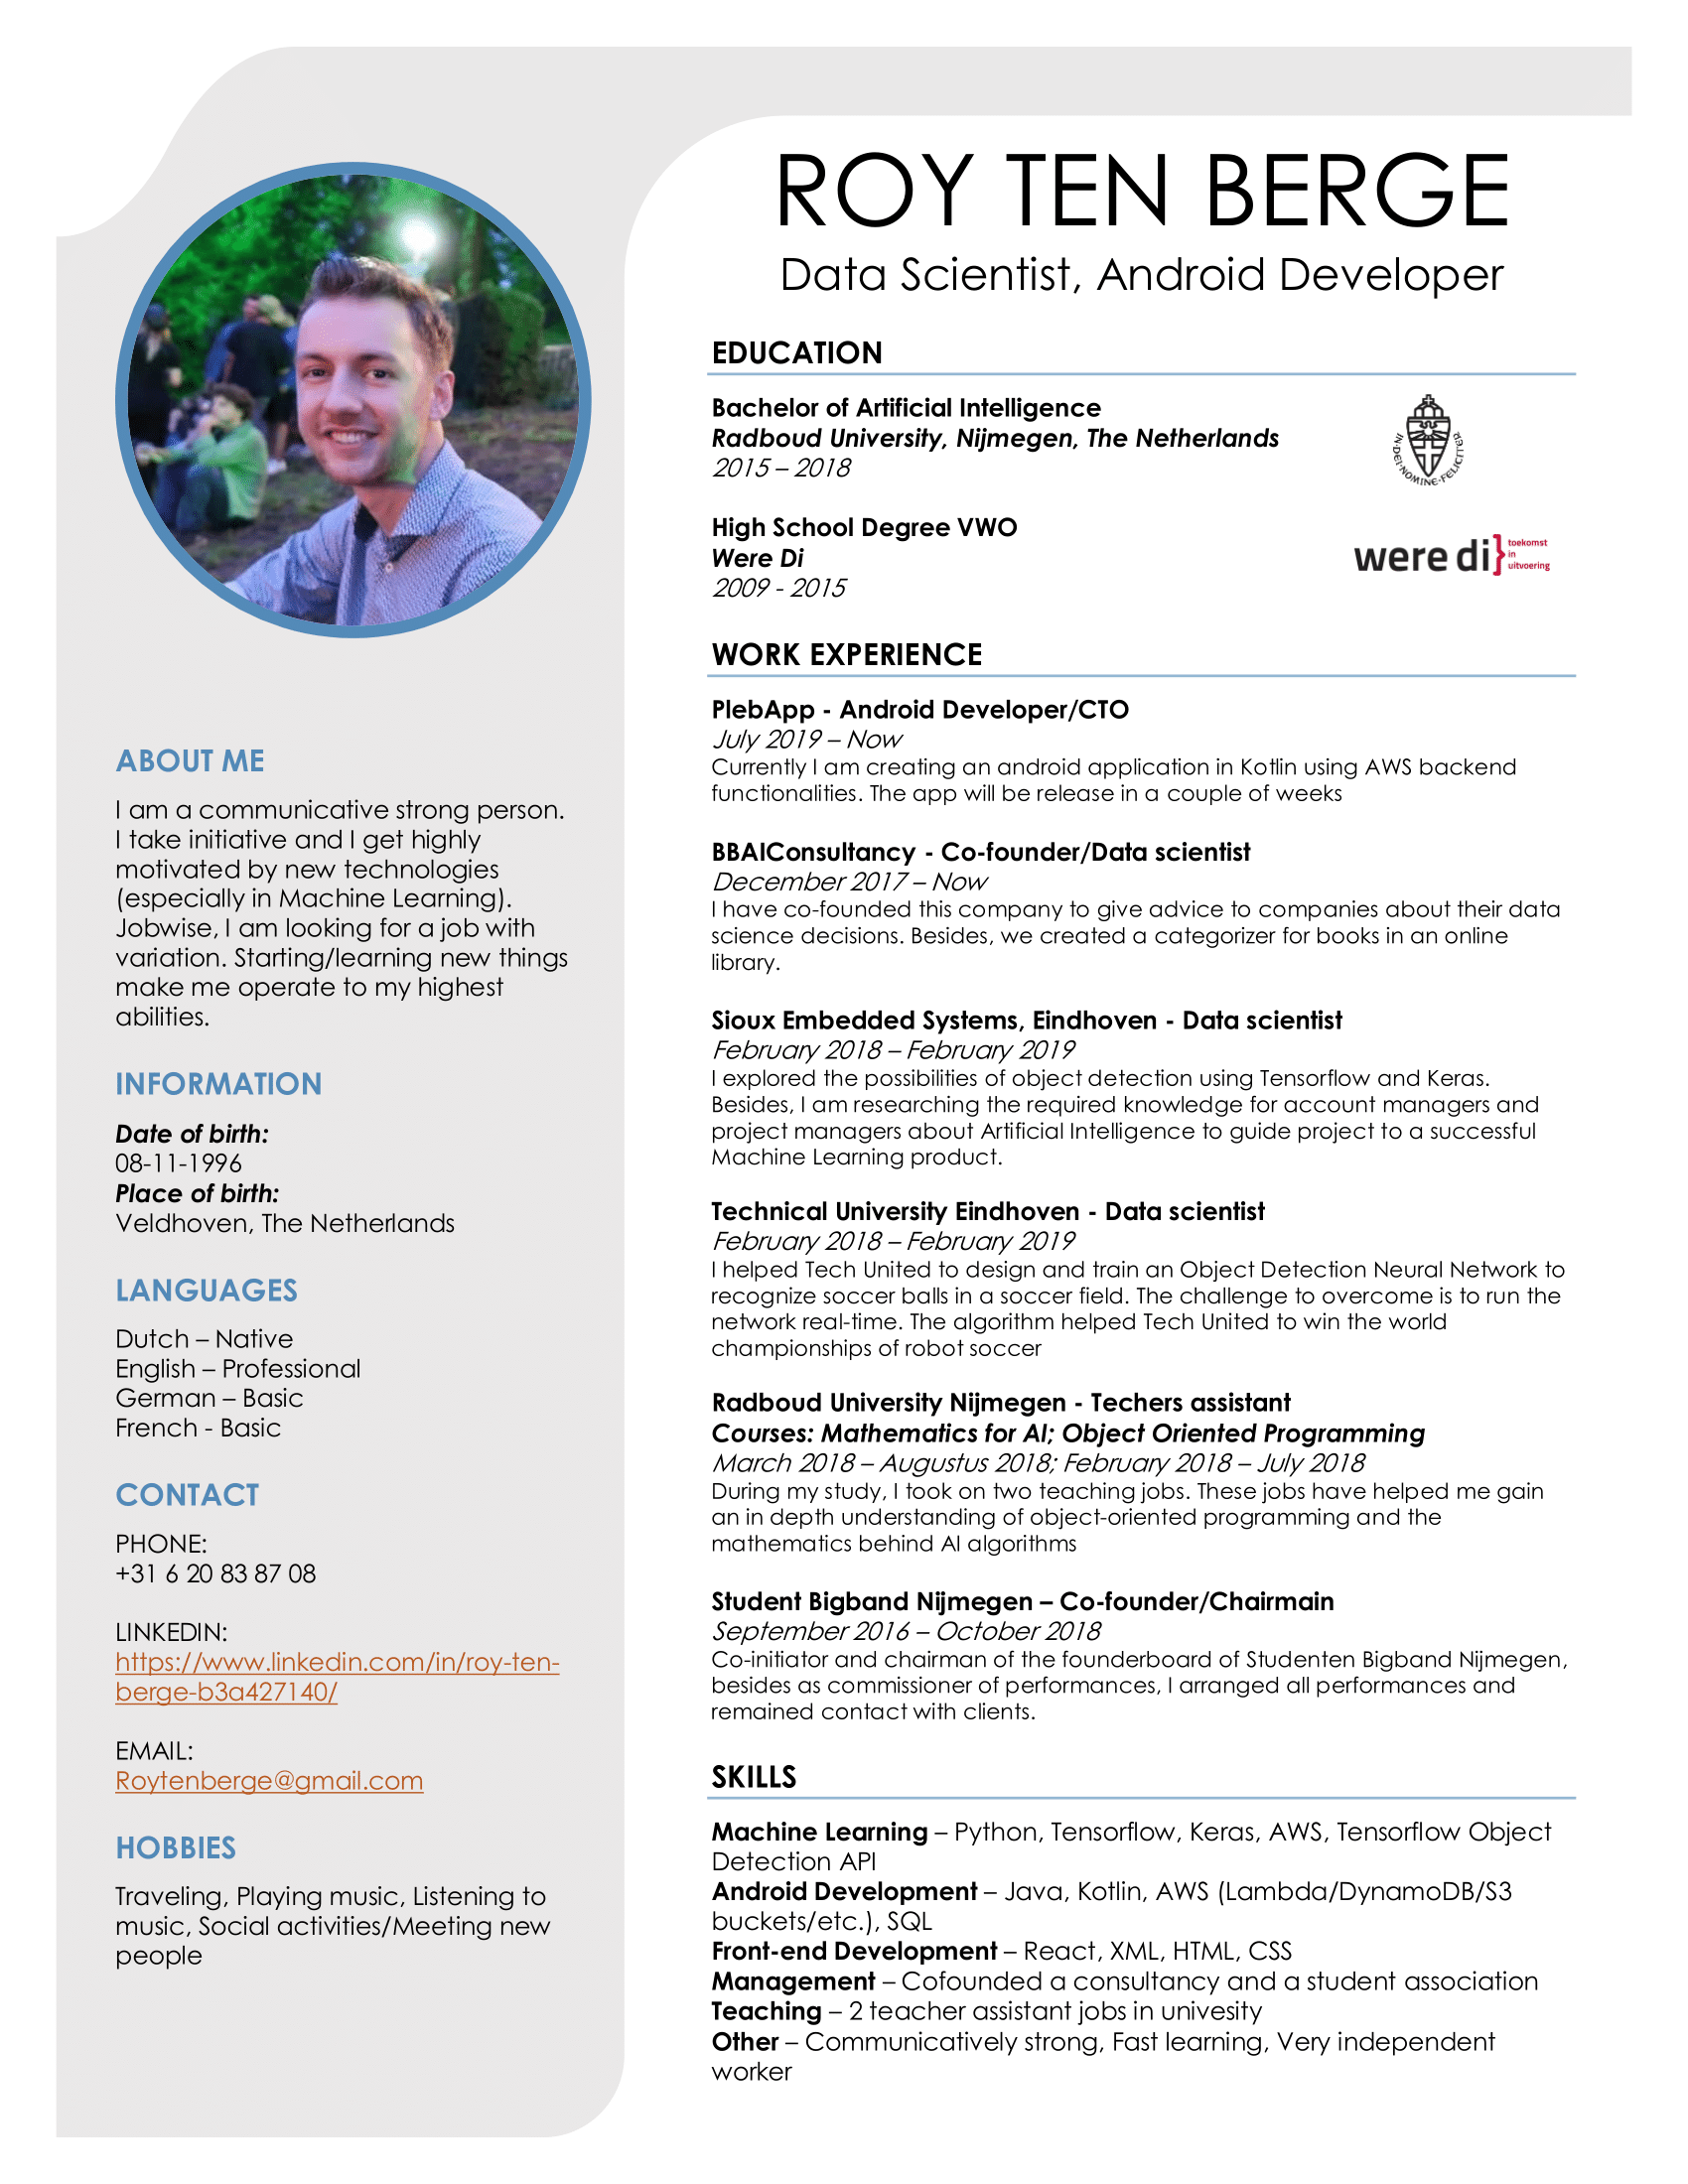 ROY TEN BERGE
Data Scientist, Android Developer
ABOUT ME
I am a communicative strong person.
I take initiative and I get highly
motivated by new technologies
(especially in Machine Learning).
Jobwise, I am looking for a job with
variation. Starting/learning new things
make me operate to my highest
abilities.
INFORMATION
Date of birth:
08-11-1996
Place of birth:
Veldhoven, The Netherlands
LANGUAGES
Dutch – Native
English – Professional
German – Basic
French - Basic
CONTACT
PHONE:
+31 6 20 83 87 08
LINKEDIN:
https://www.linkedin.com/in/roy-ten-
berge-b3a427140/
EMAIL:
Roytenberge@gmail.com
HOBBIES
Traveling, Playing music, Listening to
music, Social activities/Meeting new
people
EDUCATION
Bachelor of Artificial Intelligence
Radboud University, Nijmegen, The Netherlands
2015 – 2018
IN·DEI·NOMINE·FELICITER
High School Degree VWO
Were Di
2009 - 2015
were di}
toekomst
in
uitvoering
WORK EXPERIENCE
PlebApp - Android Developer/CTO
July 2019 – Now
Currently I am creating an android application in Kotlin using AWS backend
functionalities. The app will be release in a couple of weeks
BBAIConsultancy - Co-founder/Data scientist
December 2017 – Now
I have co-founded this company to give advice to companies about their data
science decisions. Besides, we created a categorizer for books in an online
library.
Sioux Embedded Systems, Eindhoven - Data scientist
February 2018 – February 2019
I explored the possibilities of object detection using Tensorflow and Keras.
Besides, I am researching the required knowledge for account managers and
project managers about Artificial Intelligence to guide project to a successful
Machine Learning product.
Technical University Eindhoven - Data scientist
February 2018 – February 2019
I helped Tech United to design and train an Object Detection Neural Network to
recognize soccer balls in a soccer field. The challenge to overcome is to run the
network real-time. The algorithm helped Tech United to win the world
championships of robot soccer
Radboud University Nijmegen - Techers assistant
Courses: Mathematics for AI; Object Oriented Programming
March 2018 – Augustus 2018; February 2018 – July 2018
During my study, I took on two teaching jobs. These jobs have helped me gain
an in depth understanding of object-oriented programming and the
mathematics behind AI algorithms
Student Bigband Nijmegen – Co-founder/Chairmain
September 2016 – October 2018
Co-initiator and chairman of the founderboard of Studenten Bigband Nijmegen,
besides as commissioner of performances, I arranged all performances and
remained contact with clients.
SKILLS
Machine Learning – Python, Tensorflow, Keras, AWS, Tensorflow Object
Detection API
Android Development – Java, Kotlin, AWS (Lambda/DynamoDB/S3
buckets/etc.), SQL
Front-end Development – React, XML, HTML, CSS
Management – Cofounded a consultancy and a student association
Teaching – 2 teacher assistant jobs in univesity
Other – Communicatively strong, Fast learning, Very independent
worker